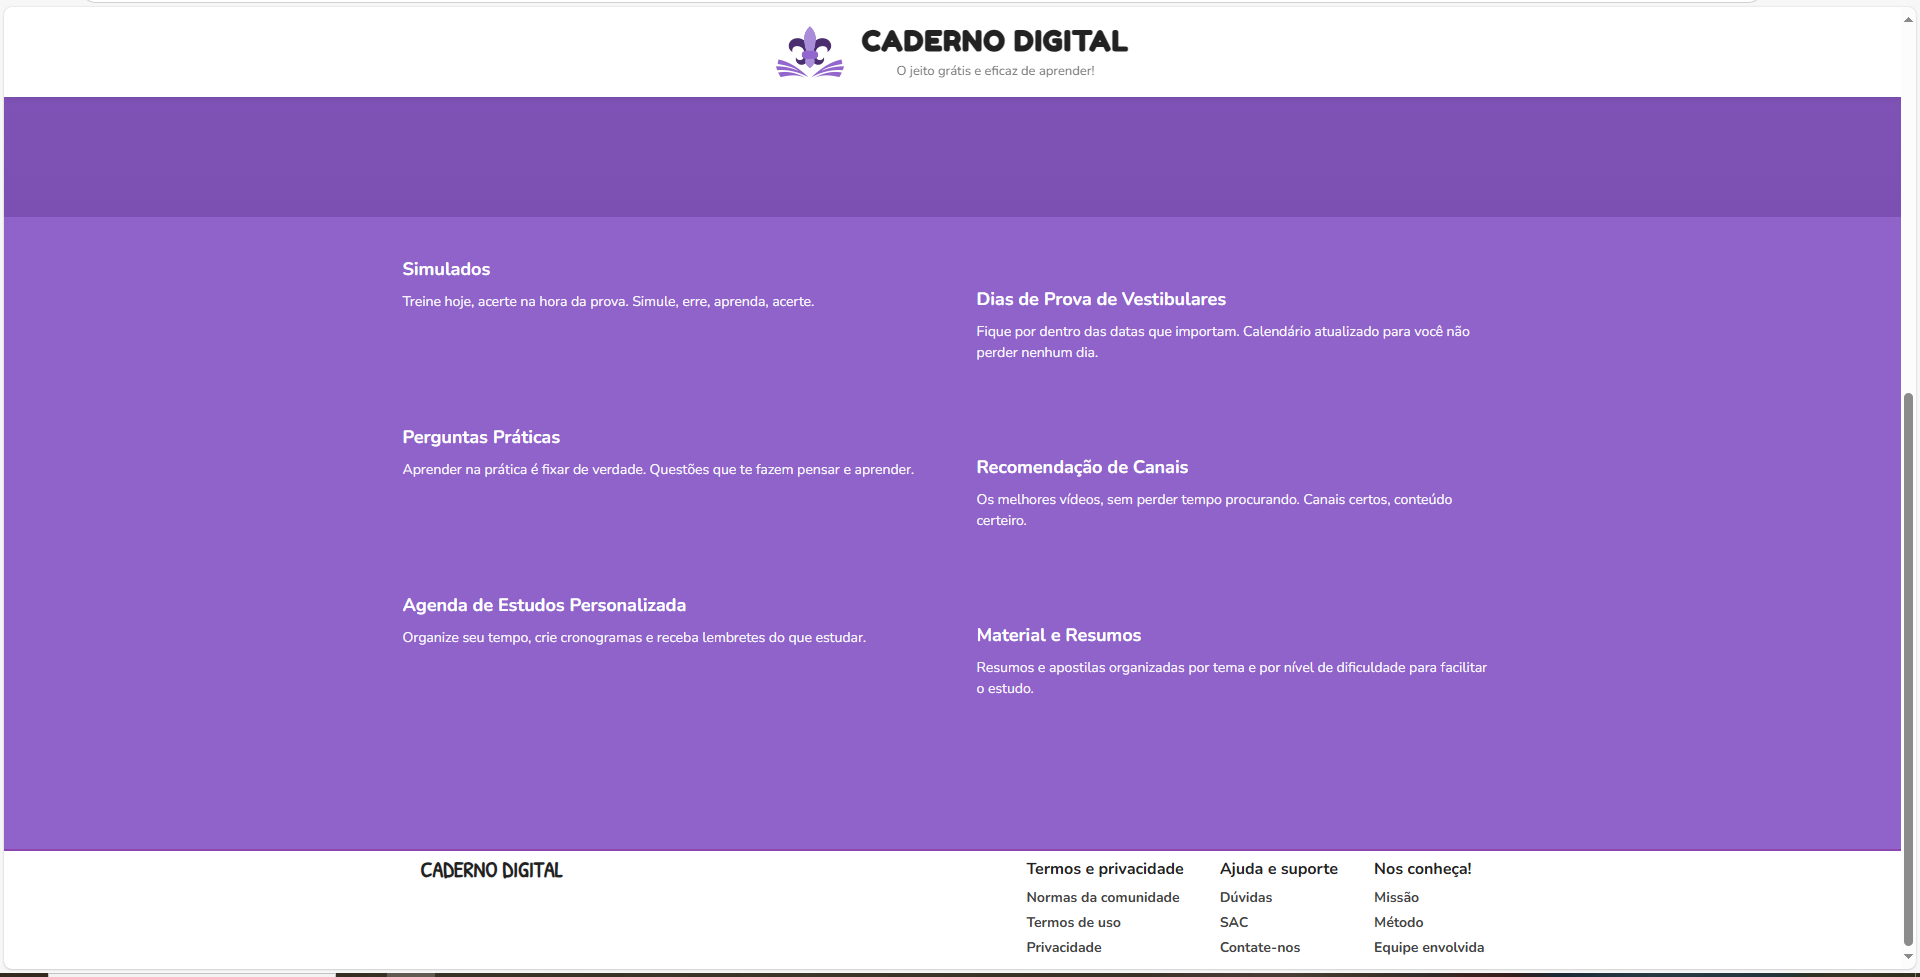 CADERNO DIGITAL
O jeito grátis e eficaz de aprender!
Simulados
Treine hoje, acerte na hora da prova. Simule, erre, aprenda, acerte.
Dias de Prova de Vestibulares
Fique por dentro das datas que importam. Calendário atualizado para você não
perder nenhum dia.
Perguntas Práticas
Aprender na prática é fixar de verdade. Questões que te fazem pensar e aprender.
Recomendação de Canais
Os melhores vídeos, sem perder tempo procurando. Canais certos, conteúdo
certeiro.
Agenda de Estudos Personalizada
Organize seu tempo, crie cronogramas e receba lembretes do que estudar.
Material e Resumos
Resumos e apostilas organizadas por tema e por nível de dificuldade para facilitar
o estudo.
CADERNO DIGITAL
Termos e privacidade
Normas da comunidade
Termos de uso
Privacidade
Ajuda e suporte
Dúvidas
SAC
Contate-nos
Nos conheça!
Missão
Método
Equipe envolvida